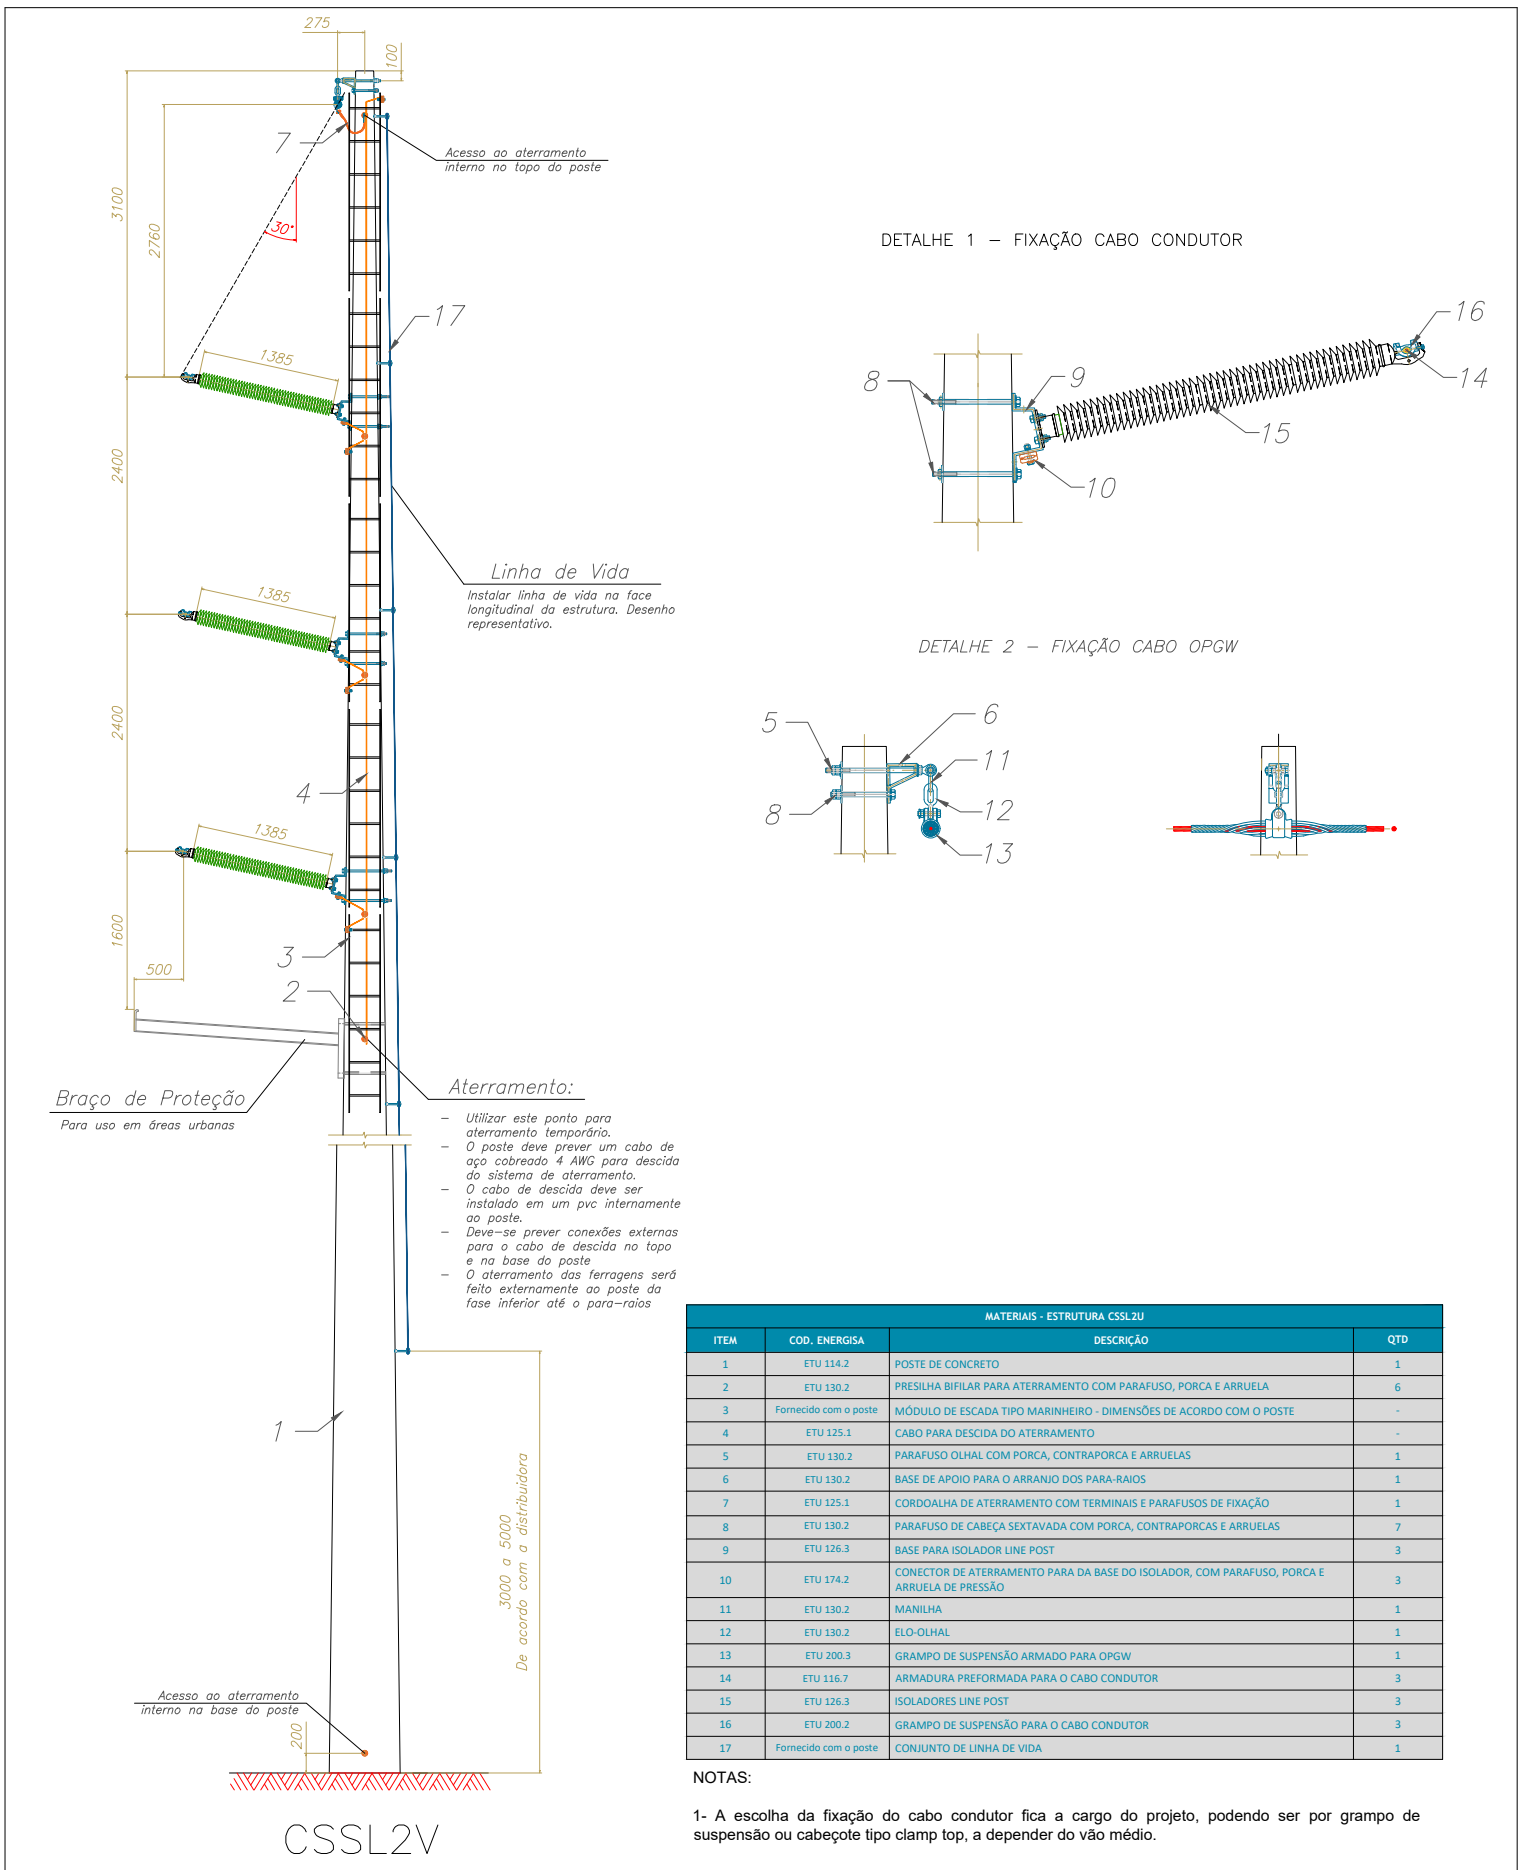 275
100
3100
2760
7
Acesso ao aterramento
interno no topo do poste
30°
17
1385
2400
Linha de Vida
Instalar linha de vida na face
longitudinal da estrutura. Desenho
representativo.
1385
2400
4
1385
1600
500
3
2
Braço de Proteção
Para uso em áreas urbanas
Aterramento:
- Utilizar este ponto para
aterramento temporário.
- O poste deve prever um cabo de
aço cobreado 4 AWG para descida
do sistema de aterramento.
- O cabo de descida deve ser
instalado em um pvc internamente
ao poste.
- Deve-se prever conexões externas
para o cabo de descida no topo
e na base do poste
- O aterramento das ferragens será
feito externamente ao poste da
fase inferior até o para-raios
1
3000 a 5000
De acordo com a distribuidora
Acesso ao aterramento
interno na base do poste
200
CSSL2V
DETALHE 1 - FIXAÇÃO CABO CONDUTOR
8
9
16
14
15
10
DETALHE 2 - FIXAÇÃO CABO OPGW
5
6
11
8
12
13
MATERIAIS - ESTRUTURA CSSL2U
ITEM COD. ENERGISA DESCRIÇÃO QTD
1 ETU 114.2 POSTE DE CONCRETO 1
2 ETU 130.2 PRESILHA BIFILAR PARA ATERRAMENTO COM PARAFUSO, PORCA E ARRUELA 6
3 Fornecido com o poste MÓDULO DE ESCADA TIPO MARINHEIRO - DIMENSÕES DE ACORDO COM O POSTE -
4 ETU 125.1 CABO PARA DESCIDA DO ATERRAMENTO -
5 ETU 130.2 PARAFUSO OLHAL COM PORCA, CONTRAPORCA E ARRUELAS 1
6 ETU 130.2 BASE DE APOIO PARA O ARRANJO DOS PARA-RAIOS 1
7 ETU 125.1 CORDOALHA DE ATERRAMENTO COM TERMINAIS E PARAFUSOS DE FIXAÇÃO 1
8 ETU 130.2 PARAFUSO DE CABEÇA SEXTAVADA COM PORCA, CONTRAPORCAS E ARRUELAS 7
9 ETU 126.3 BASE PARA ISOLADOR LINE POST 3
10 ETU 174.2 CONECTOR DE ATERRAMENTO PARA DA BASE DO ISOLADOR, COM PARAFUSO, PORCA E
ARRUELA DE PRESSÃO 3
11 ETU 130.2 MANILHA 1
12 ETU 130.2 ELO-OLHAL 1
13 ETU 200.3 GRAMPO DE SUSPENSÃO ARMADO PARA OPGW 1
14 ETU 116.7 ARMADURA PREFORMADA PARA O CABO CONDUTOR 3
15 ETU 126.3 ISOLADORES LINE POST 3
16 ETU 200.2 GRAMPO DE SUSPENSÃO PARA O CABO CONDUTOR 3
17 Fornecido com o poste CONJUNTO DE LINHA DE VIDA 1
NOTAS:
1- A escolha da fixação do cabo condutor fica a cargo do projeto, podendo ser por grampo de
suspensão ou cabeçote tipo clamp top, a depender do vão médio.